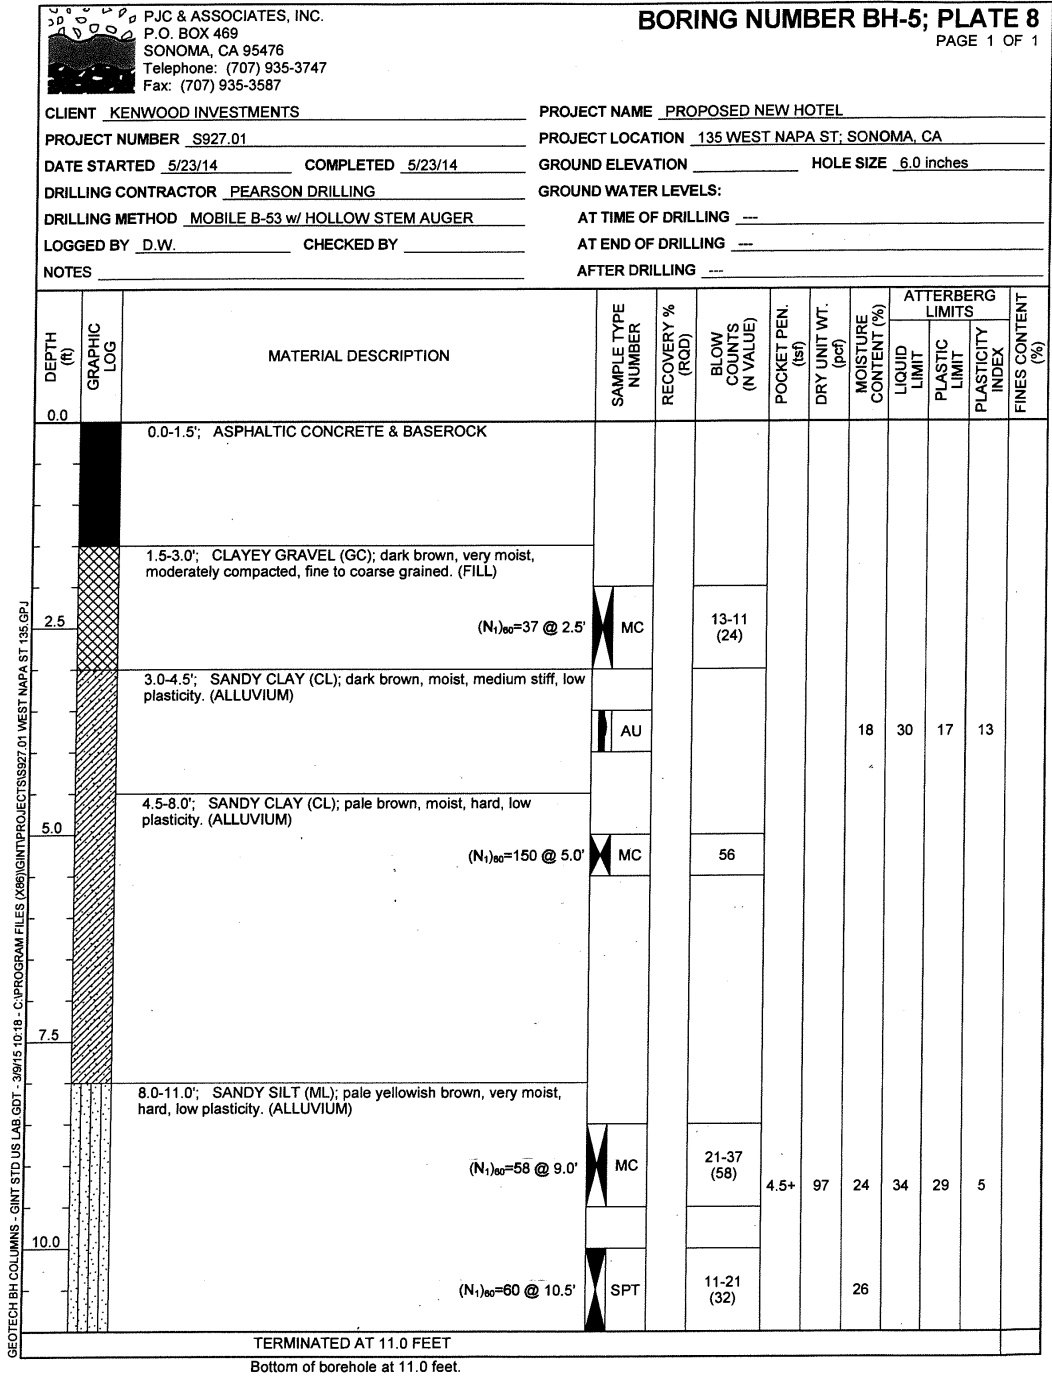 PJC & ASSOCIATES, INC.
P.O. BOX 469
SONOMA, CA 95476
Telephone: (707) 935-3747
Fax: (707) 935-3587
BORING NUMBER BH-5; PLATE 8
PAGE 1 OF 1
CLIENT KENWOOD INVESTMENTS
PROJECT NAME PROPOSED NEW HOTEL
PROJECT NUMBER S927.01
PROJECT LOCATION 135 WEST NAPA ST; SONOMA, CA
DATE STARTED 5/23/14 COMPLETED 5/23/14
GROUND ELEVATION HOLE SIZE 6.0 inches
DRILLING CONTRACTOR PEARSON DRILLING
GROUND WATER LEVELS:
DRILLING METHOD MOBILE B-53 w/ HOLLOW STEM AUGER
AT TIME OF DRILLING ---
LOGGED BY D.W. CHECKED BY
AT END OF DRILLING ---
NOTES
AFTER DRILLING ---
DEPTH (ft)
GRAPHIC LOG
MATERIAL DESCRIPTION
SAMPLE TYPE NUMBER
RECOVERY % (RQD)
BLOW COUNTS (N VALUE)
POCKET PEN. (tsf)
DRY UNIT WT. (pcf)
MOISTURE CONTENT (%)
ATTERBERG LIMITS
LIQUID LIMIT
PLASTIC LIMIT
PLASTICITY INDEX
FINES CONTENT (%)
0.0
0.0-1.5'; ASPHALTIC CONCRETE & BASEROCK
1.5-3.0'; CLAYEY GRAVEL (GC); dark brown, very moist,
moderately compacted, fine to coarse grained. (FILL)
2.5
(N₁)₆₀=37 @ 2.5' MC 13-11
(24)
3.0-4.5'; SANDY CLAY (CL); dark brown, moist, medium stiff, low
plasticity. (ALLUVIUM)
AU 18 30 17 13
4.5-8.0'; SANDY CLAY (CL); pale brown, moist, hard, low
plasticity. (ALLUVIUM)
5.0
(N₁)₆₀=150 @ 5.0' MC 56
7.5
8.0-11.0'; SANDY SILT (ML); pale yellowish brown, very moist,
hard, low plasticity. (ALLUVIUM)
(N₁)₆₀=58 @ 9.0' MC 21-37
(58)
4.5+ 97 24 34 29 5
10.0
(N₁)₆₀=60 @ 10.5' SPT 11-21
(32)
26
TERMINATED AT 11.0 FEET
Bottom of borehole at 11.0 feet.
GEOTECH BH COLUMNS - GINT STD US LAB.GDT - 3/9/15 10:18 - C:\PROGRAM FILES (X86)\GINT\PROJECTS\S927.01 WEST NAPA ST 135.GPJ